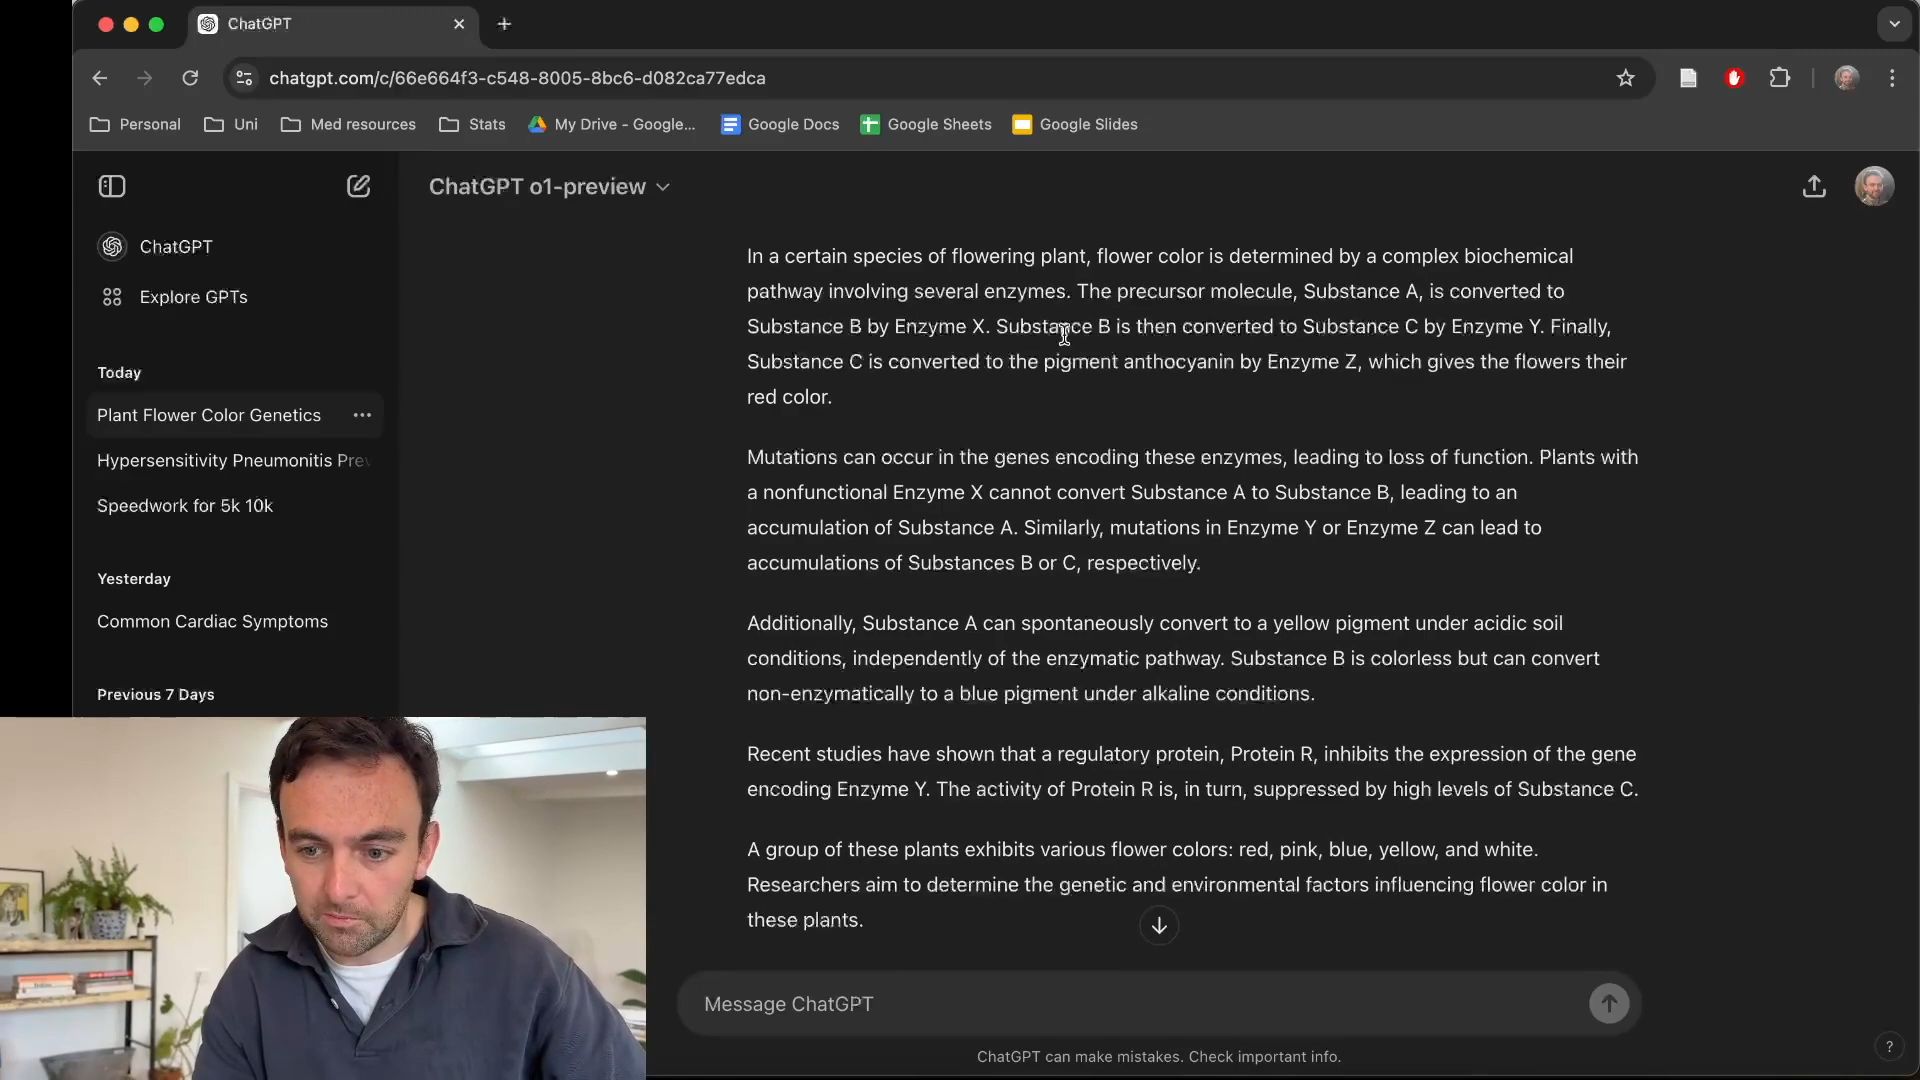 ChatGPT
chatgpt.com/c/66e664f3-c548-8005-8bc6-d082ca77edca
Personal
Uni
Med resources
Stats
My Drive - Google...
Google Docs
Google Sheets
Google Slides
ChatGPT o1-preview
ChatGPT
Explore GPTs
Today
Plant Flower Color Genetics
Hypersensitivity Pneumonitis Prev
Speedwork for 5k 10k
Yesterday
Common Cardiac Symptoms
Previous 7 Days
In a certain species of flowering plant, flower color is determined by a complex biochemical
pathway involving several enzymes. The precursor molecule, Substance A, is converted to
Substance B by Enzyme X. Substance B is then converted to Substance C by Enzyme Y. Finally,
Substance C is converted to the pigment anthocyanin by Enzyme Z, which gives the flowers their
red color.
Mutations can occur in the genes encoding these enzymes, leading to loss of function. Plants with
a nonfunctional Enzyme X cannot convert Substance A to Substance B, leading to an
accumulation of Substance A. Similarly, mutations in Enzyme Y or Enzyme Z can lead to
accumulations of Substances B or C, respectively.
Additionally, Substance A can spontaneously convert to a yellow pigment under acidic soil
conditions, independently of the enzymatic pathway. Substance B is colorless but can convert
non-enzymatically to a blue pigment under alkaline conditions.
Recent studies have shown that a regulatory protein, Protein R, inhibits the expression of the gene
encoding Enzyme Y. The activity of Protein R is, in turn, suppressed by high levels of Substance C.
A group of these plants exhibits various flower colors: red, pink, blue, yellow, and white.
Researchers aim to determine the genetic and environmental factors influencing flower color in
these plants.
Message ChatGPT
ChatGPT can make mistakes. Check important info.
?